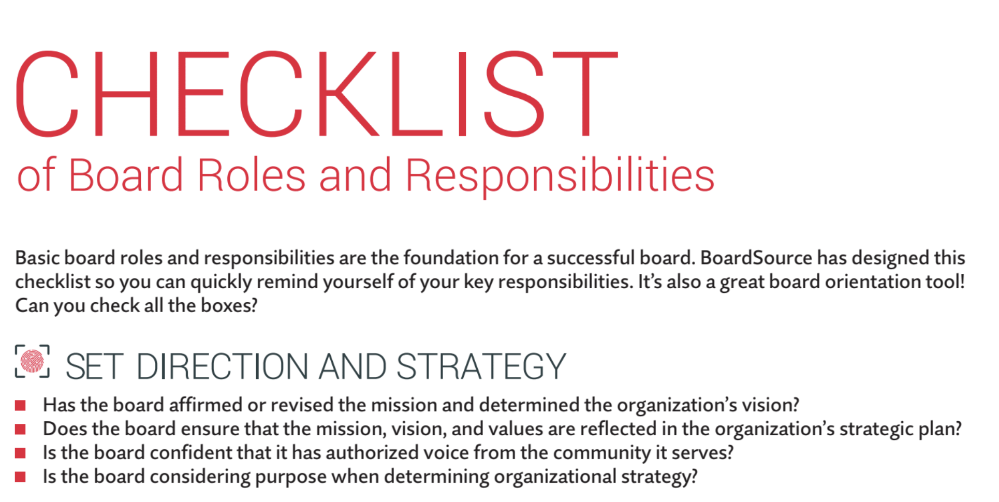 CHECKLIST
of Board Roles and Responsibilities
Basic board roles and responsibilities are the foundation for a successful board. BoardSource has designed this
checklist so you can quickly remind yourself of your key responsibilities. It’s also a great board orientation tool!
Can you check all the boxes?
SET DIRECTION AND STRATEGY
Has the board affirmed or revised the mission and determined the organization’s vision?
Does the board ensure that the mission, vision, and values are reflected in the organization’s strategic plan?
Is the board confident that it has authorized voice from the community it serves?
Is the board considering purpose when determining organizational strategy?